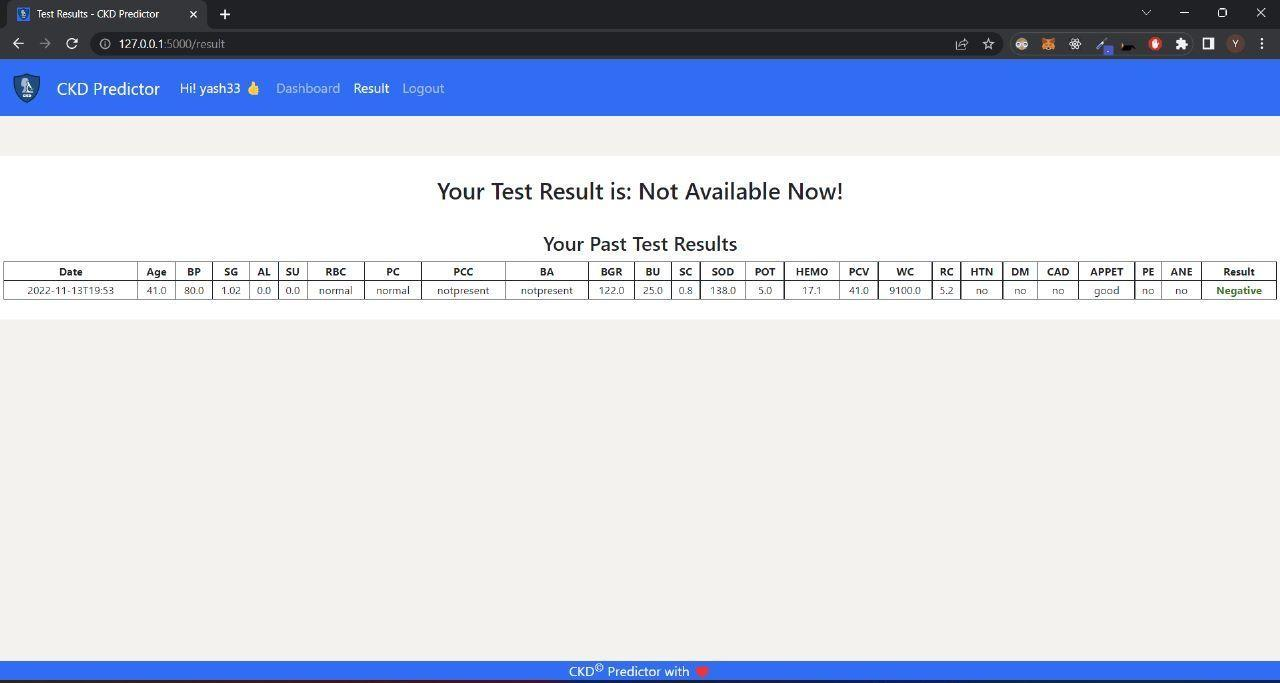 Test Results - CKD Predictor
127.0.0.1:5000/result
Y
CKD Predictor Hi! yash33 👍 Dashboard Result Logout
Your Test Result is: Not Available Now!
Your Past Test Results
Date Age BP SG AL SU RBC PC PCC BA BGR BU SC SOD POT HEMO PCV WC RC HTN DM CAD APPET PE ANE Result
2022-11-13T19:53 41.0 80.0 1.02 0.0 0.0 normal normal notpresent notpresent 122.0 25.0 0.8 138.0 5.0 17.1 41.0 9100.0 5.2 no no no good no no Negative
CKD© Predictor with ❤